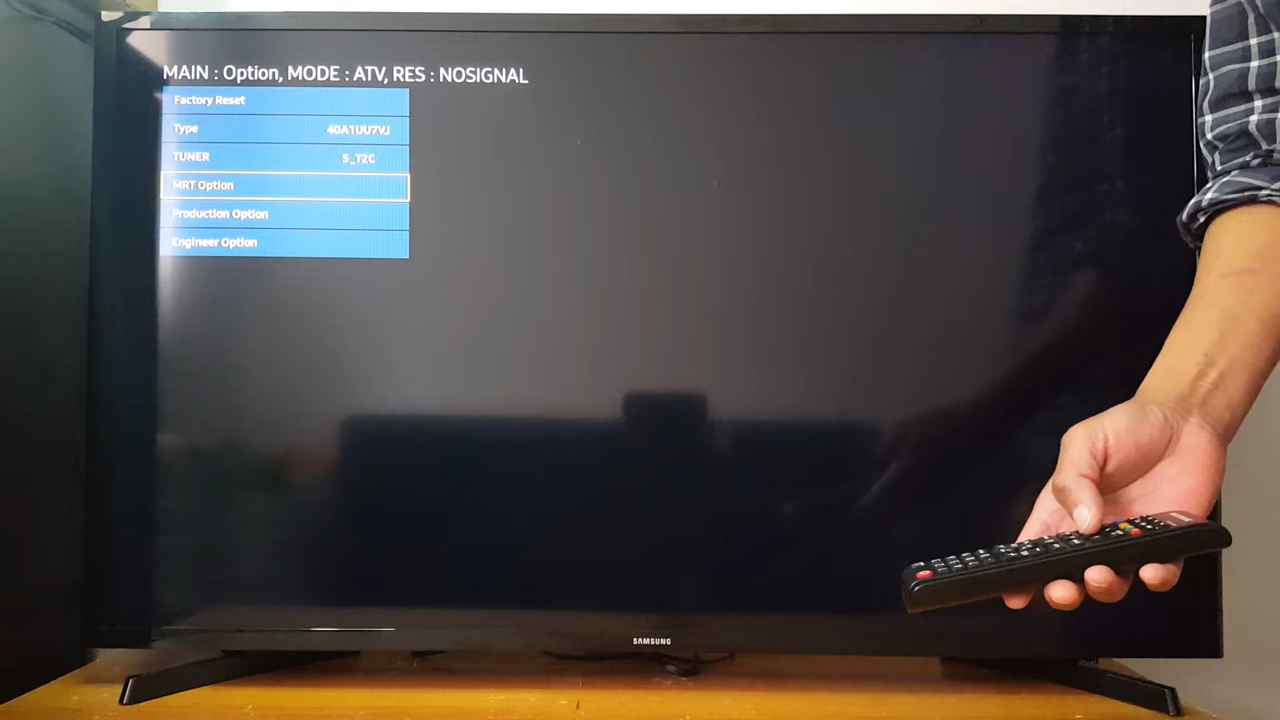 MAIN : Option, MODE : ATV, RES : NOSIGNAL
Factory Reset
Type 40A1UU7VJ
TUNER S_T2C
MRT Option
Production Option
Engineer Option
SAMSUNG